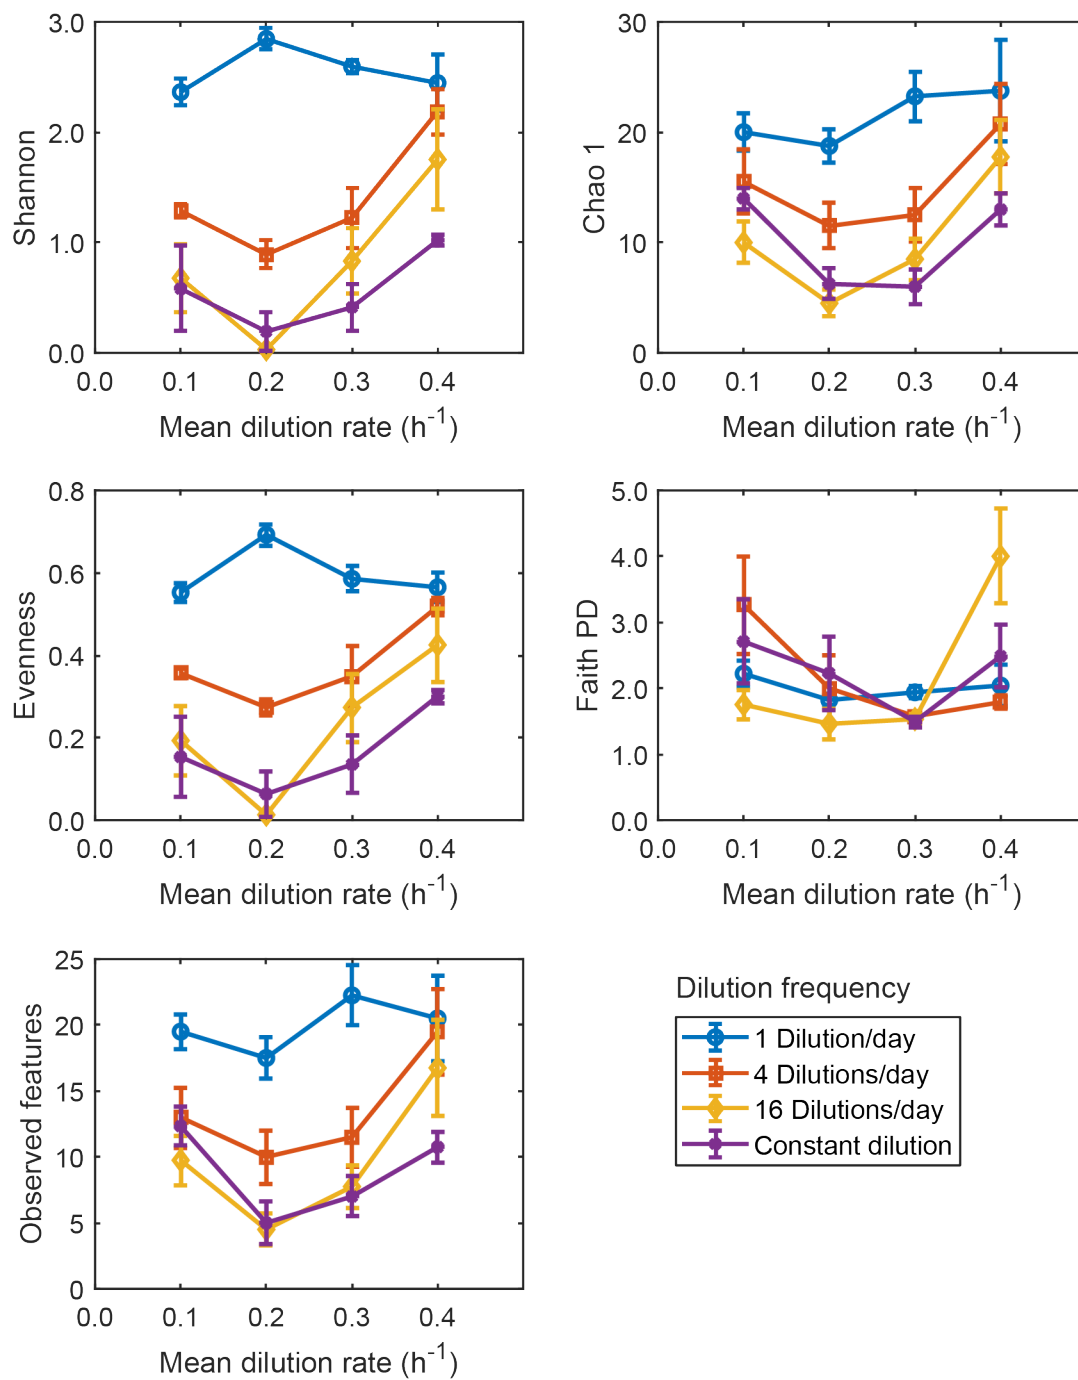 Shannon
3.0
2.0
1.0
0.0
0.0 0.1 0.2 0.3 0.4
Mean dilution rate (h-1)
Chao 1
30
20
10
0
0.0 0.1 0.2 0.3 0.4
Mean dilution rate (h-1)
Evenness
0.8
0.6
0.4
0.2
0.0
0.0 0.1 0.2 0.3 0.4
Mean dilution rate (h-1)
Faith PD
5.0
4.0
3.0
2.0
1.0
0.0
0.0 0.1 0.2 0.3 0.4
Mean dilution rate (h-1)
Observed features
25
20
15
10
5
0
0.0 0.1 0.2 0.3 0.4
Mean dilution rate (h-1)
Dilution frequency
1 Dilution/day
4 Dilutions/day
16 Dilutions/day
Constant dilution